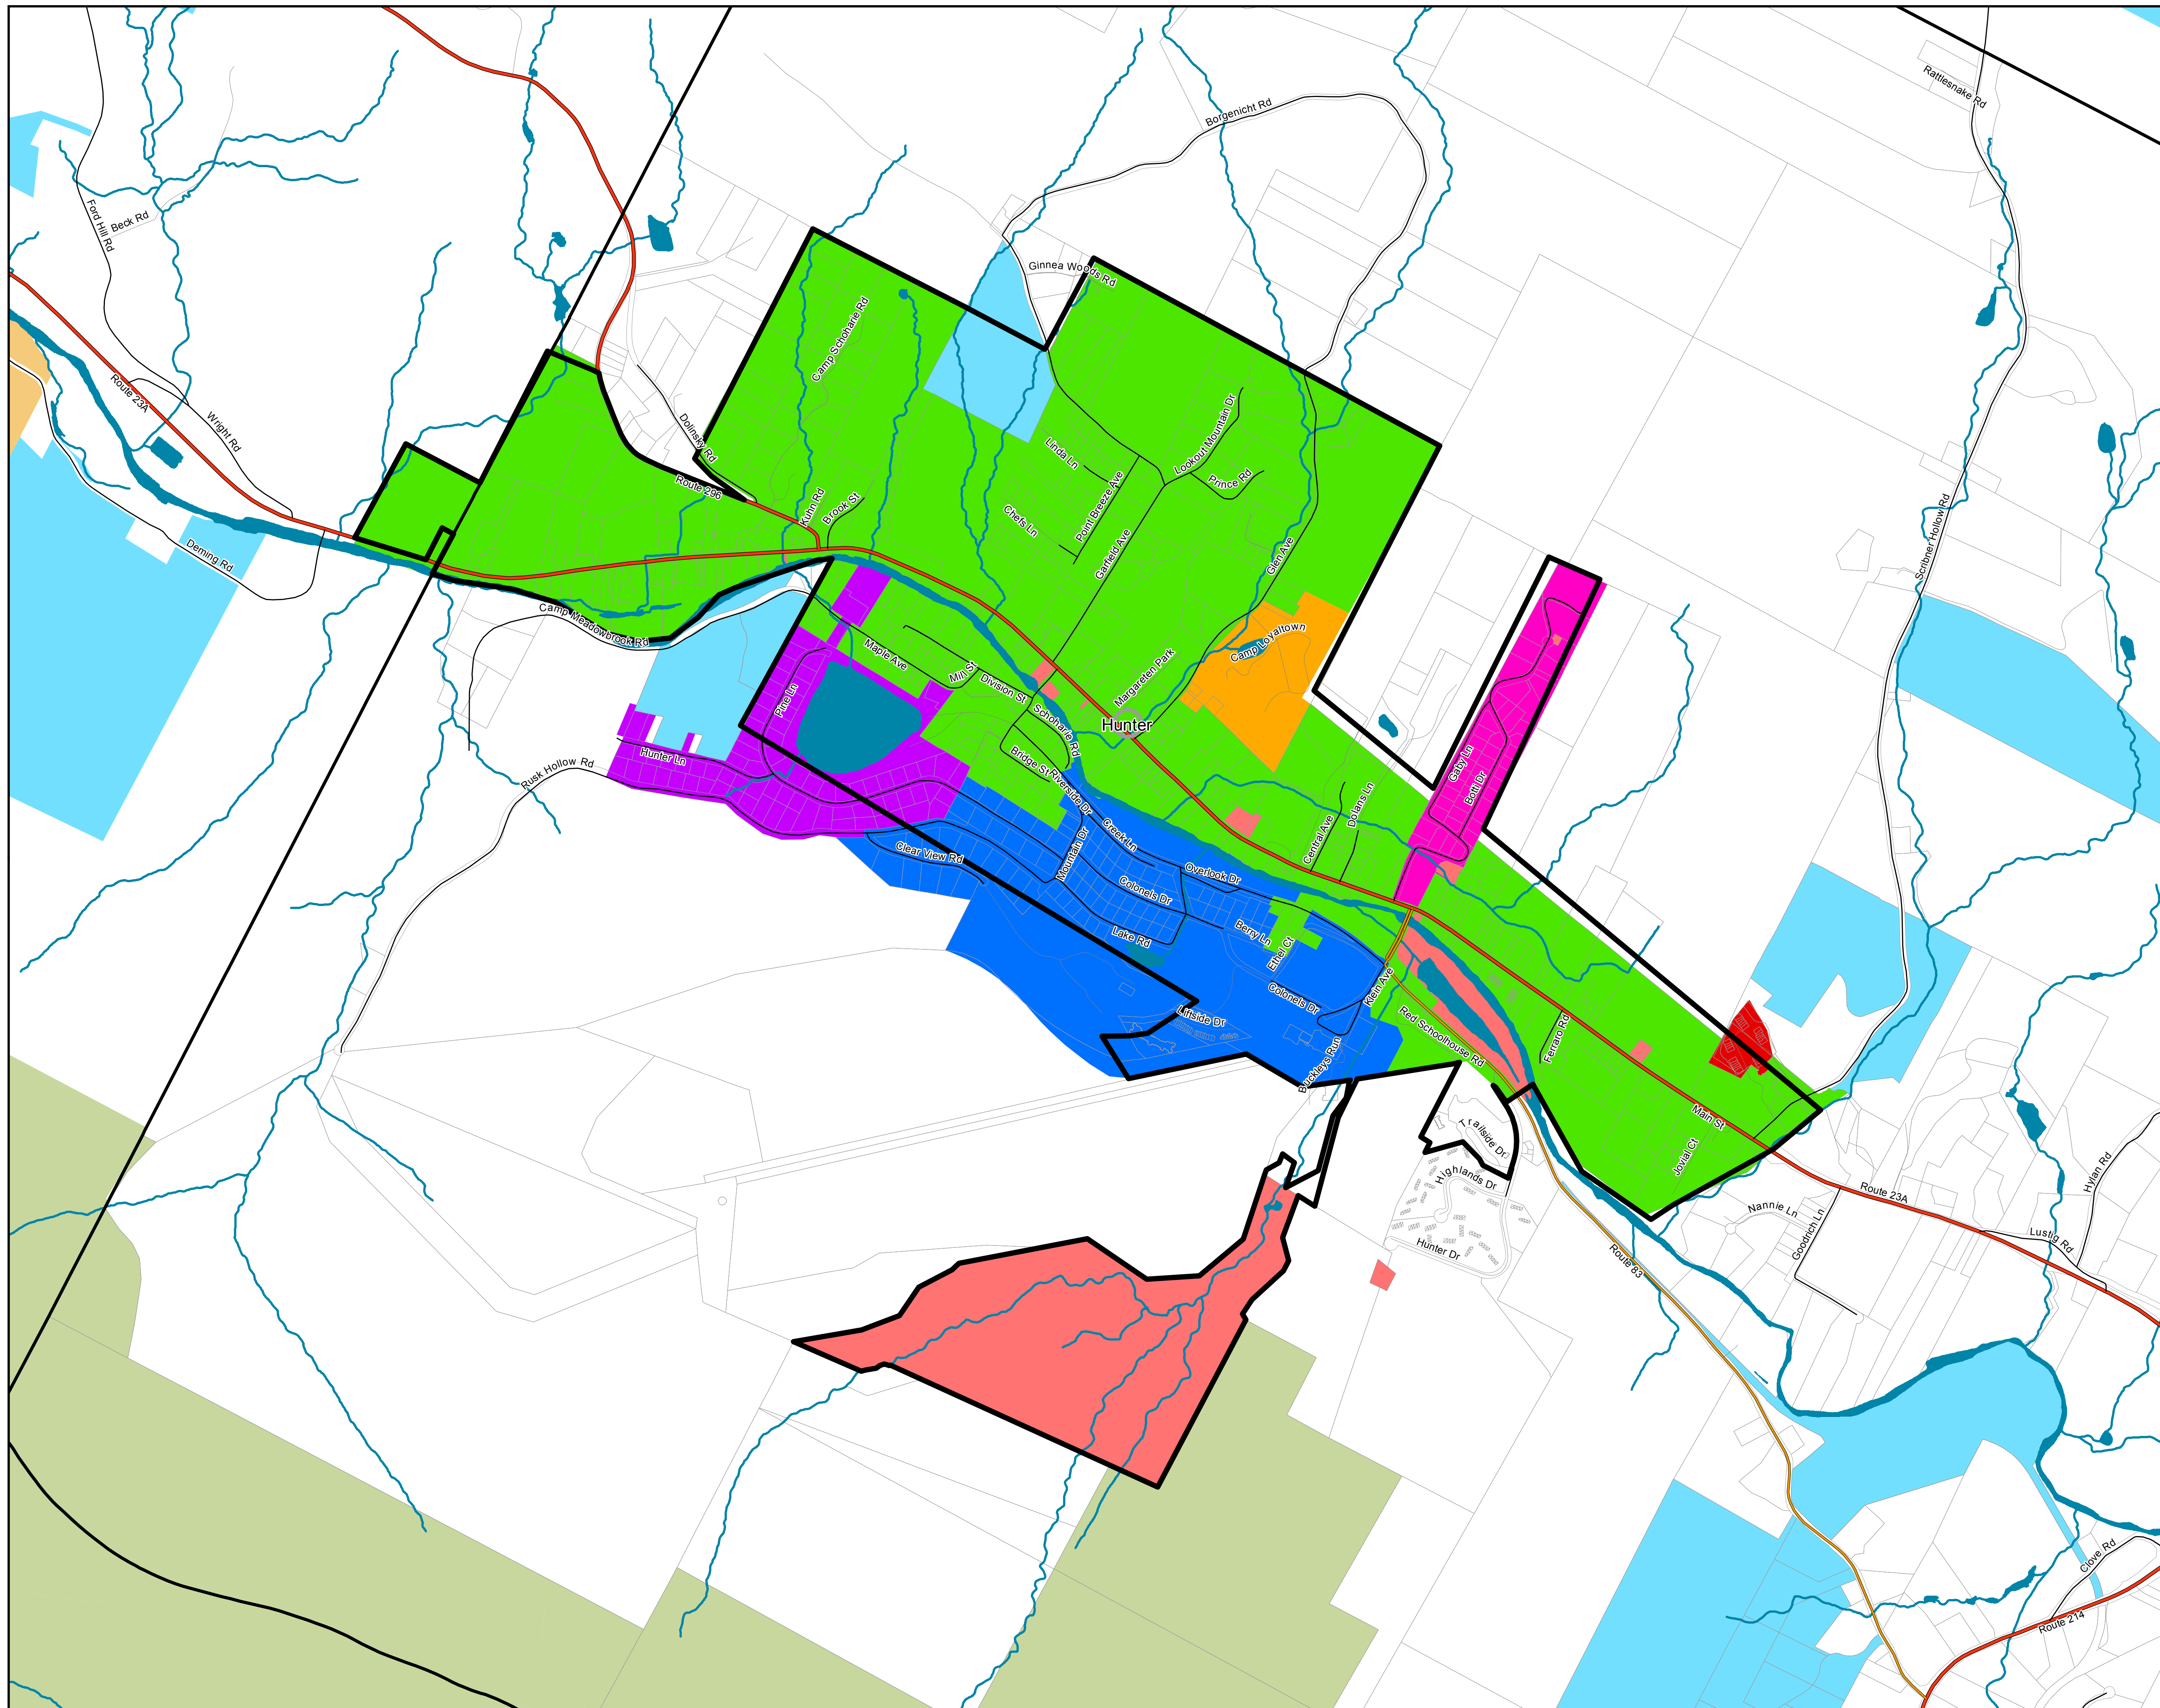 Rattlesnake Rd
Borgenicht Rd
Ford Hill Rd
Beck Rd
Ginnea Woods Rd
Camp Schoharie Rd
Route 23A
Wright Rd
Dolinsky Rd
Lookout Mountain Dr
Linda Ln
Prince Rd
Route 296
Point Breeze Ave
Kuhn Rd
Brook St
Chefs Ln
Garfield Ave
Glen Ave
Deming Rd
Scribner Hollow Rd
Camp Meadowbrook Rd
Camp Loyaltown
Maple Ave
Mill St
Division St
Margareten Park
Pine Ln
Schoharie Rd
Hunter
Hunter Ln
Bridge St
Rusk Hollow Rd
Riverside Dr
Gaby Ln
Botti Dr
Dolans Ln
Central Ave
Creek Ln
Clear View Rd
Mountain Dr
Overlook Dr
Colonels Dr
Berry Ln
Lake Rd
Ethel Ct
Klein Ave
Colonels Dr
Liftside Dr
Red Schoolhouse Rd
Ferraro Rd
Buckleys Run
Main St
Trailside Dr
Jovial Ct
Highlands Dr
Hylan Rd
Route 23A
Nannie Ln
Goodrich Ln
Lustig Rd
Hunter Dr
Route 83
Clove Rd
Route 214